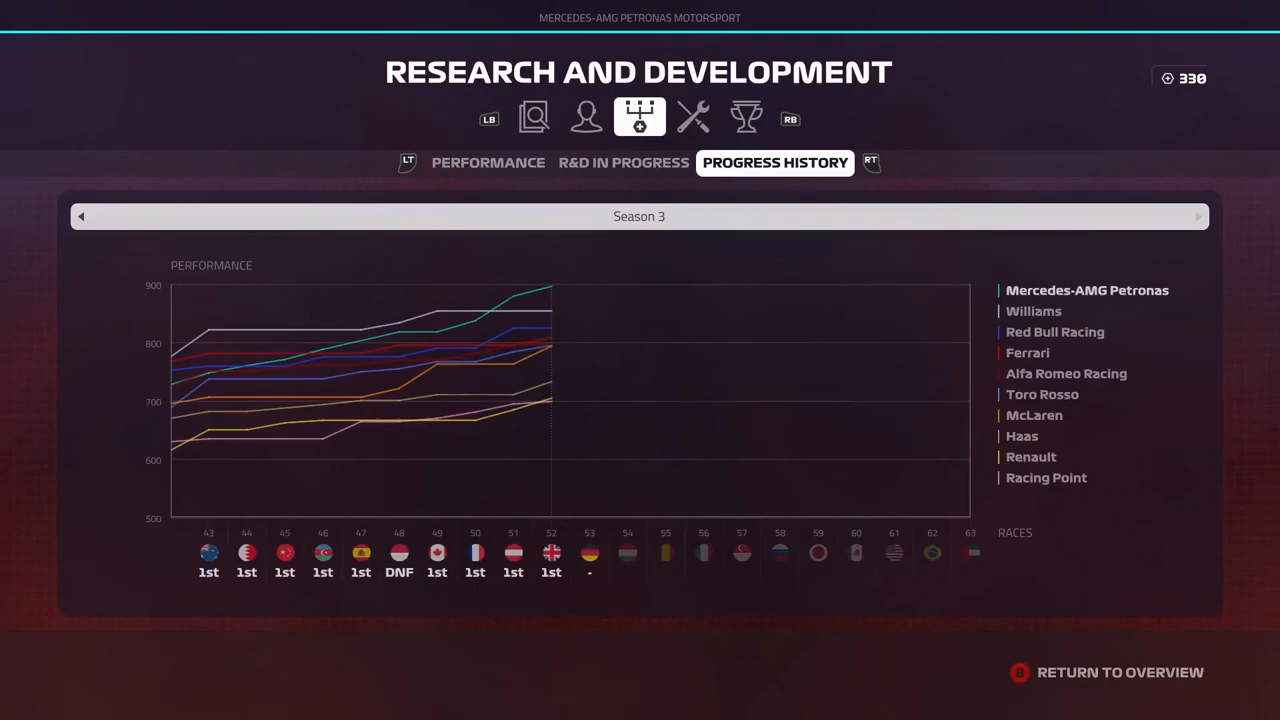 MERCEDES-AMG PETRONAS MOTORSPORT
RESEARCH AND DEVELOPMENT
330
LB RB
LT PERFORMANCE R&D IN PROGRESS PROGRESS HISTORY RT
Season 3
PERFORMANCE
900
800
700
600
500
Mercedes-AMG Petronas
Williams
Red Bull Racing
Ferrari
Alfa Romeo Racing
Toro Rosso
McLaren
Haas
Renault
Racing Point
43 44 45 46 47 48 49 50 51 52 53 54 55 56 57 58 59 60 61 62 63 RACES
1st 1st 1st 1st 1st DNF 1st 1st 1st 1st -
B RETURN TO OVERVIEW